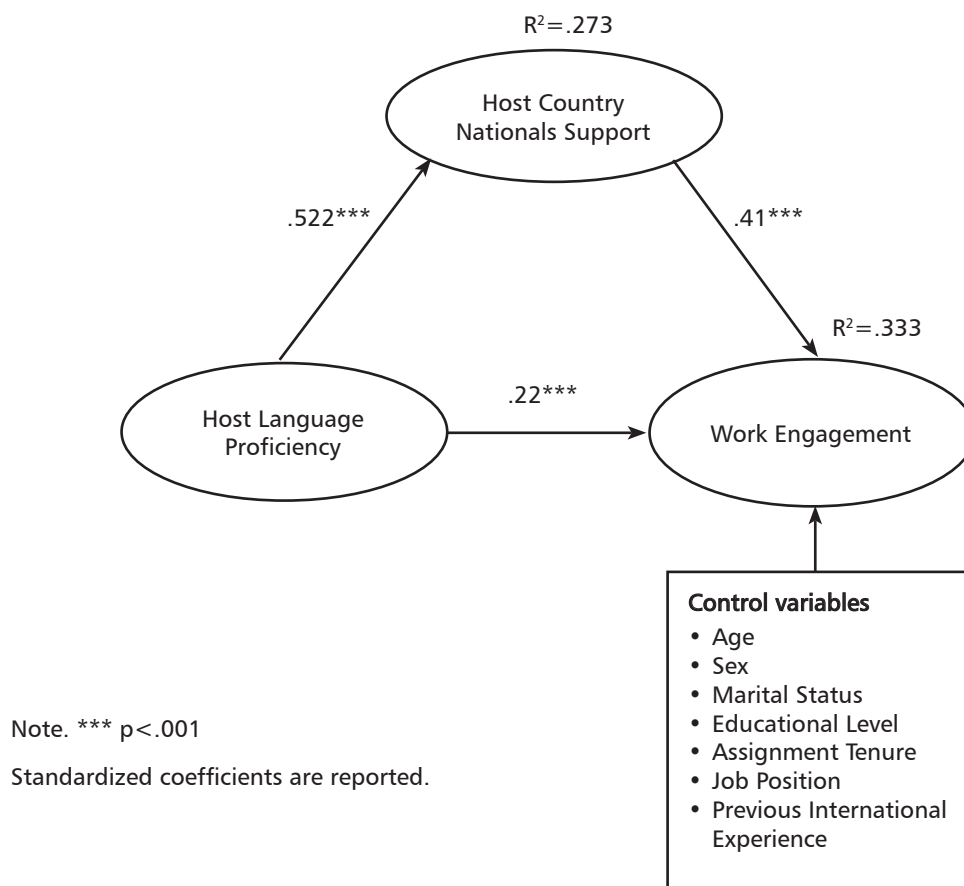 R²=.273
Host Country
Nationals Support
.522***
.41***
R²=.333
Host Language
Proficiency
.22***
Work Engagement
Control variables
• Age
• Sex
• Marital Status
• Educational Level
• Assignment Tenure
• Job Position
• Previous International
Experience
Note. *** p<.001
Standardized coefficients are reported.